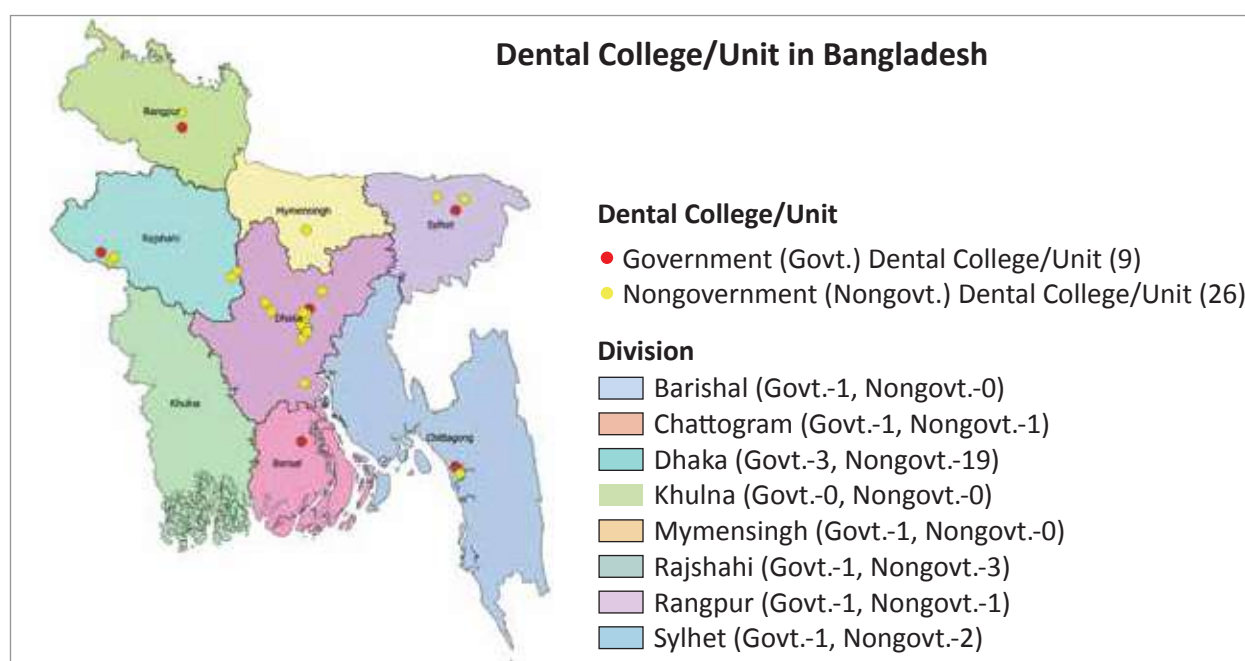 Dental College/Unit in Bangladesh
Rangpur
Mymensingh
Sylhet
Rajshahi
Dhaka
Khulna
Chittagong
Barisal
Dental College/Unit
Government (Govt.) Dental College/Unit (9)
Nongovernment (Nongovt.) Dental College/Unit (26)
Division
Barishal (Govt.-1, Nongovt.-0)
Chattogram (Govt.-1, Nongovt.-1)
Dhaka (Govt.-3, Nongovt.-19)
Khulna (Govt.-0, Nongovt.-0)
Mymensingh (Govt.-1, Nongovt.-0)
Rajshahi (Govt.-1, Nongovt.-3)
Rangpur (Govt.-1, Nongovt.-1)
Sylhet (Govt.-1, Nongovt.-2)